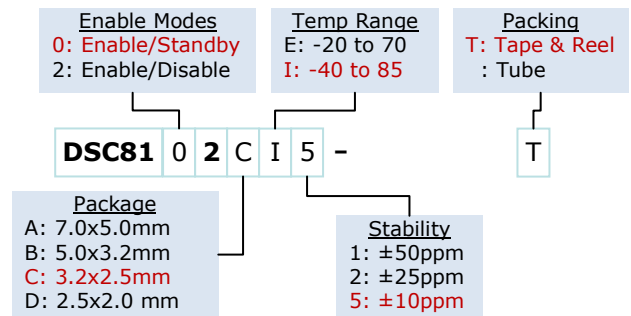 Enable Modes
0: Enable/Standby
2: Enable/Disable
Temp Range
E: -20 to 70
I: -40 to 85
Packing
T: Tape & Reel
: Tube
DSC81 0 2 C I 5 – T
Package
A: 7.0x5.0mm
B: 5.0x3.2mm
C: 3.2x2.5mm
D: 2.5x2.0 mm
Stability
1: ±50ppm
2: ±25ppm
5: ±10ppm